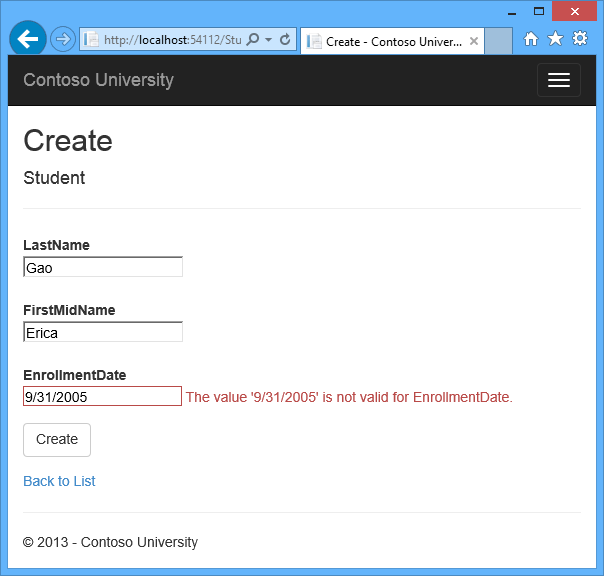 http://localhost:54112/Stu
Create - Contoso Univer...
Contoso University
Create
Student
LastName
Gao
FirstMidName
Erica
EnrollmentDate
9/31/2005 The value '9/31/2005' is not valid for EnrollmentDate.
Create
Back to List
© 2013 - Contoso University